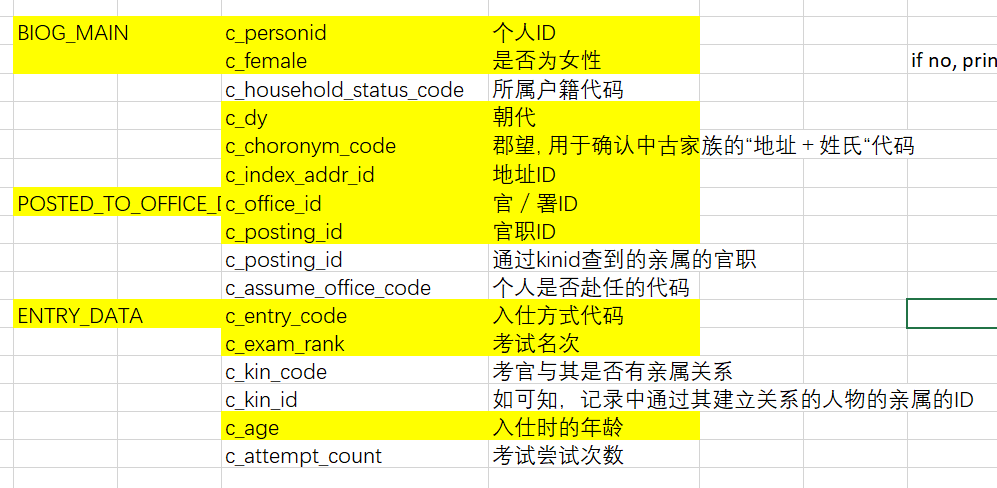 BIOG_MAIN c_personid 个人ID
c_female 是否为女性 if no, prin
c_household_status_code 所属户籍代码
c_dy 朝代
c_choronym_code 郡望, 用于确认中古家族的“地址＋姓氏“代码
c_index_addr_id 地址ID
POSTED_TO_OFFICE_D c_office_id 官／署ID
c_posting_id 官职ID
c_posting_id 通过kinid查到的亲属的官职
c_assume_office_code 个人是否赴任的代码
ENTRY_DATA c_entry_code 入仕方式代码
c_exam_rank 考试名次
c_kin_code 考官与其是否有亲属关系
c_kin_id 如可知，记录中通过其建立关系的人物的亲属的ID
c_age 入仕时的年龄
c_attempt_count 考试尝试次数